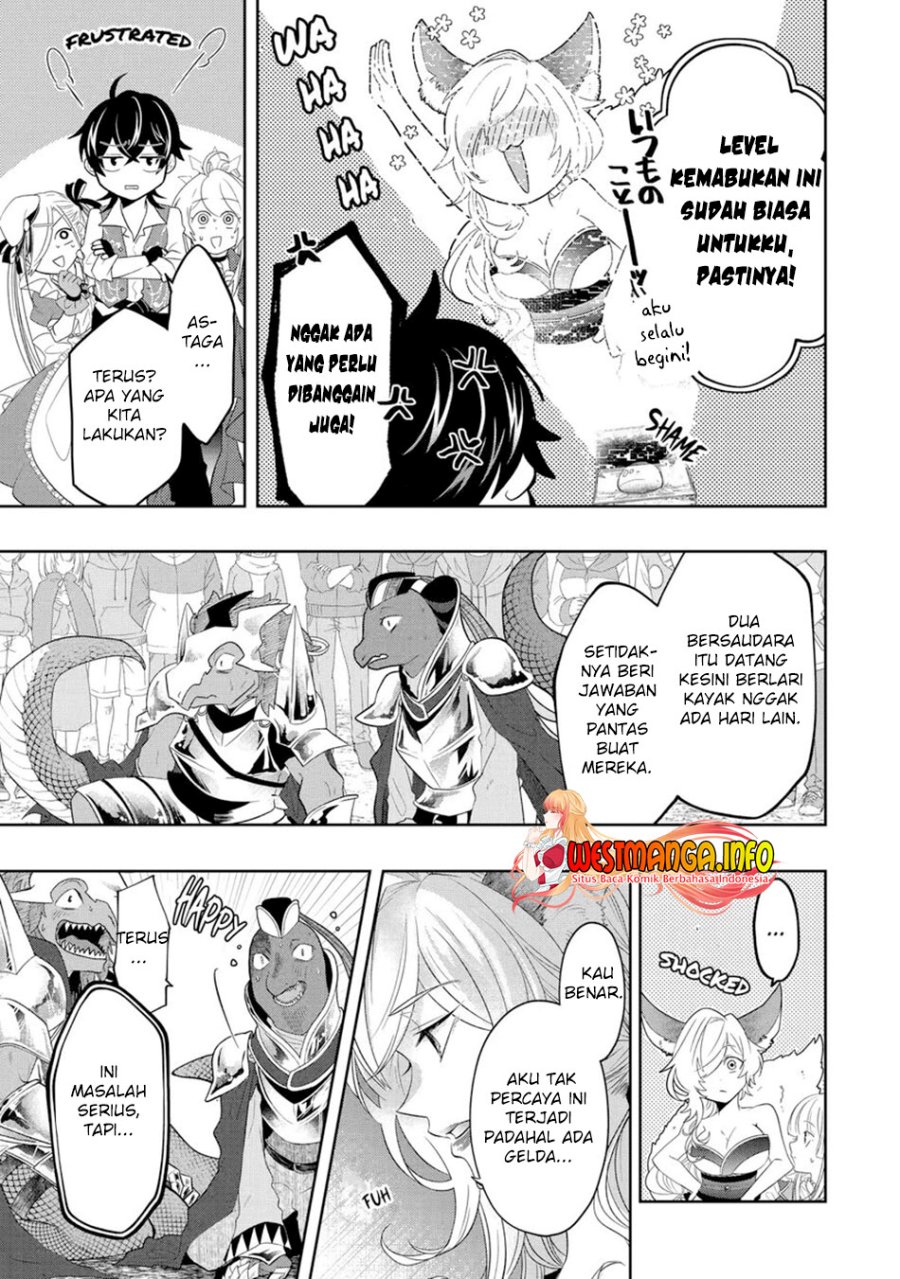 LEVEL
KEMABUKAN INI
SUDAH BIASA
UNTUKKU,
PASTINYA!
いつもの
ことーーッ
aku
selalu
begini!
WA
HA
HA
HA
HA
NGGAK ADA
YANG PERLU
DIBANGGAIN
JUGA!
SHAME
FRUSTRATED
AS-
TAGA
...
TERUS?
APA YANG
KITA
LAKUKAN?
DUA
BERSAUDARA
ITU DATANG
KESINI BERLARI
KAYAK NGGAK
ADA HARI LAIN.
SETIDAK-
NYA BERI
JAWABAN
YANG
PANTAS
BUAT
MEREKA.
WESTMANGA.INFO
Situs Baca Komik Berbahasa Indonesia
...
SHOCKED
KAU
BENAR.
AKU TAK
PERCAYA INI
TERJADI
PADAHAL ADA
GELDA...
FUH
HAPPY
TERUS
...
INI
MASALAH
SERIUS,
TAPI...